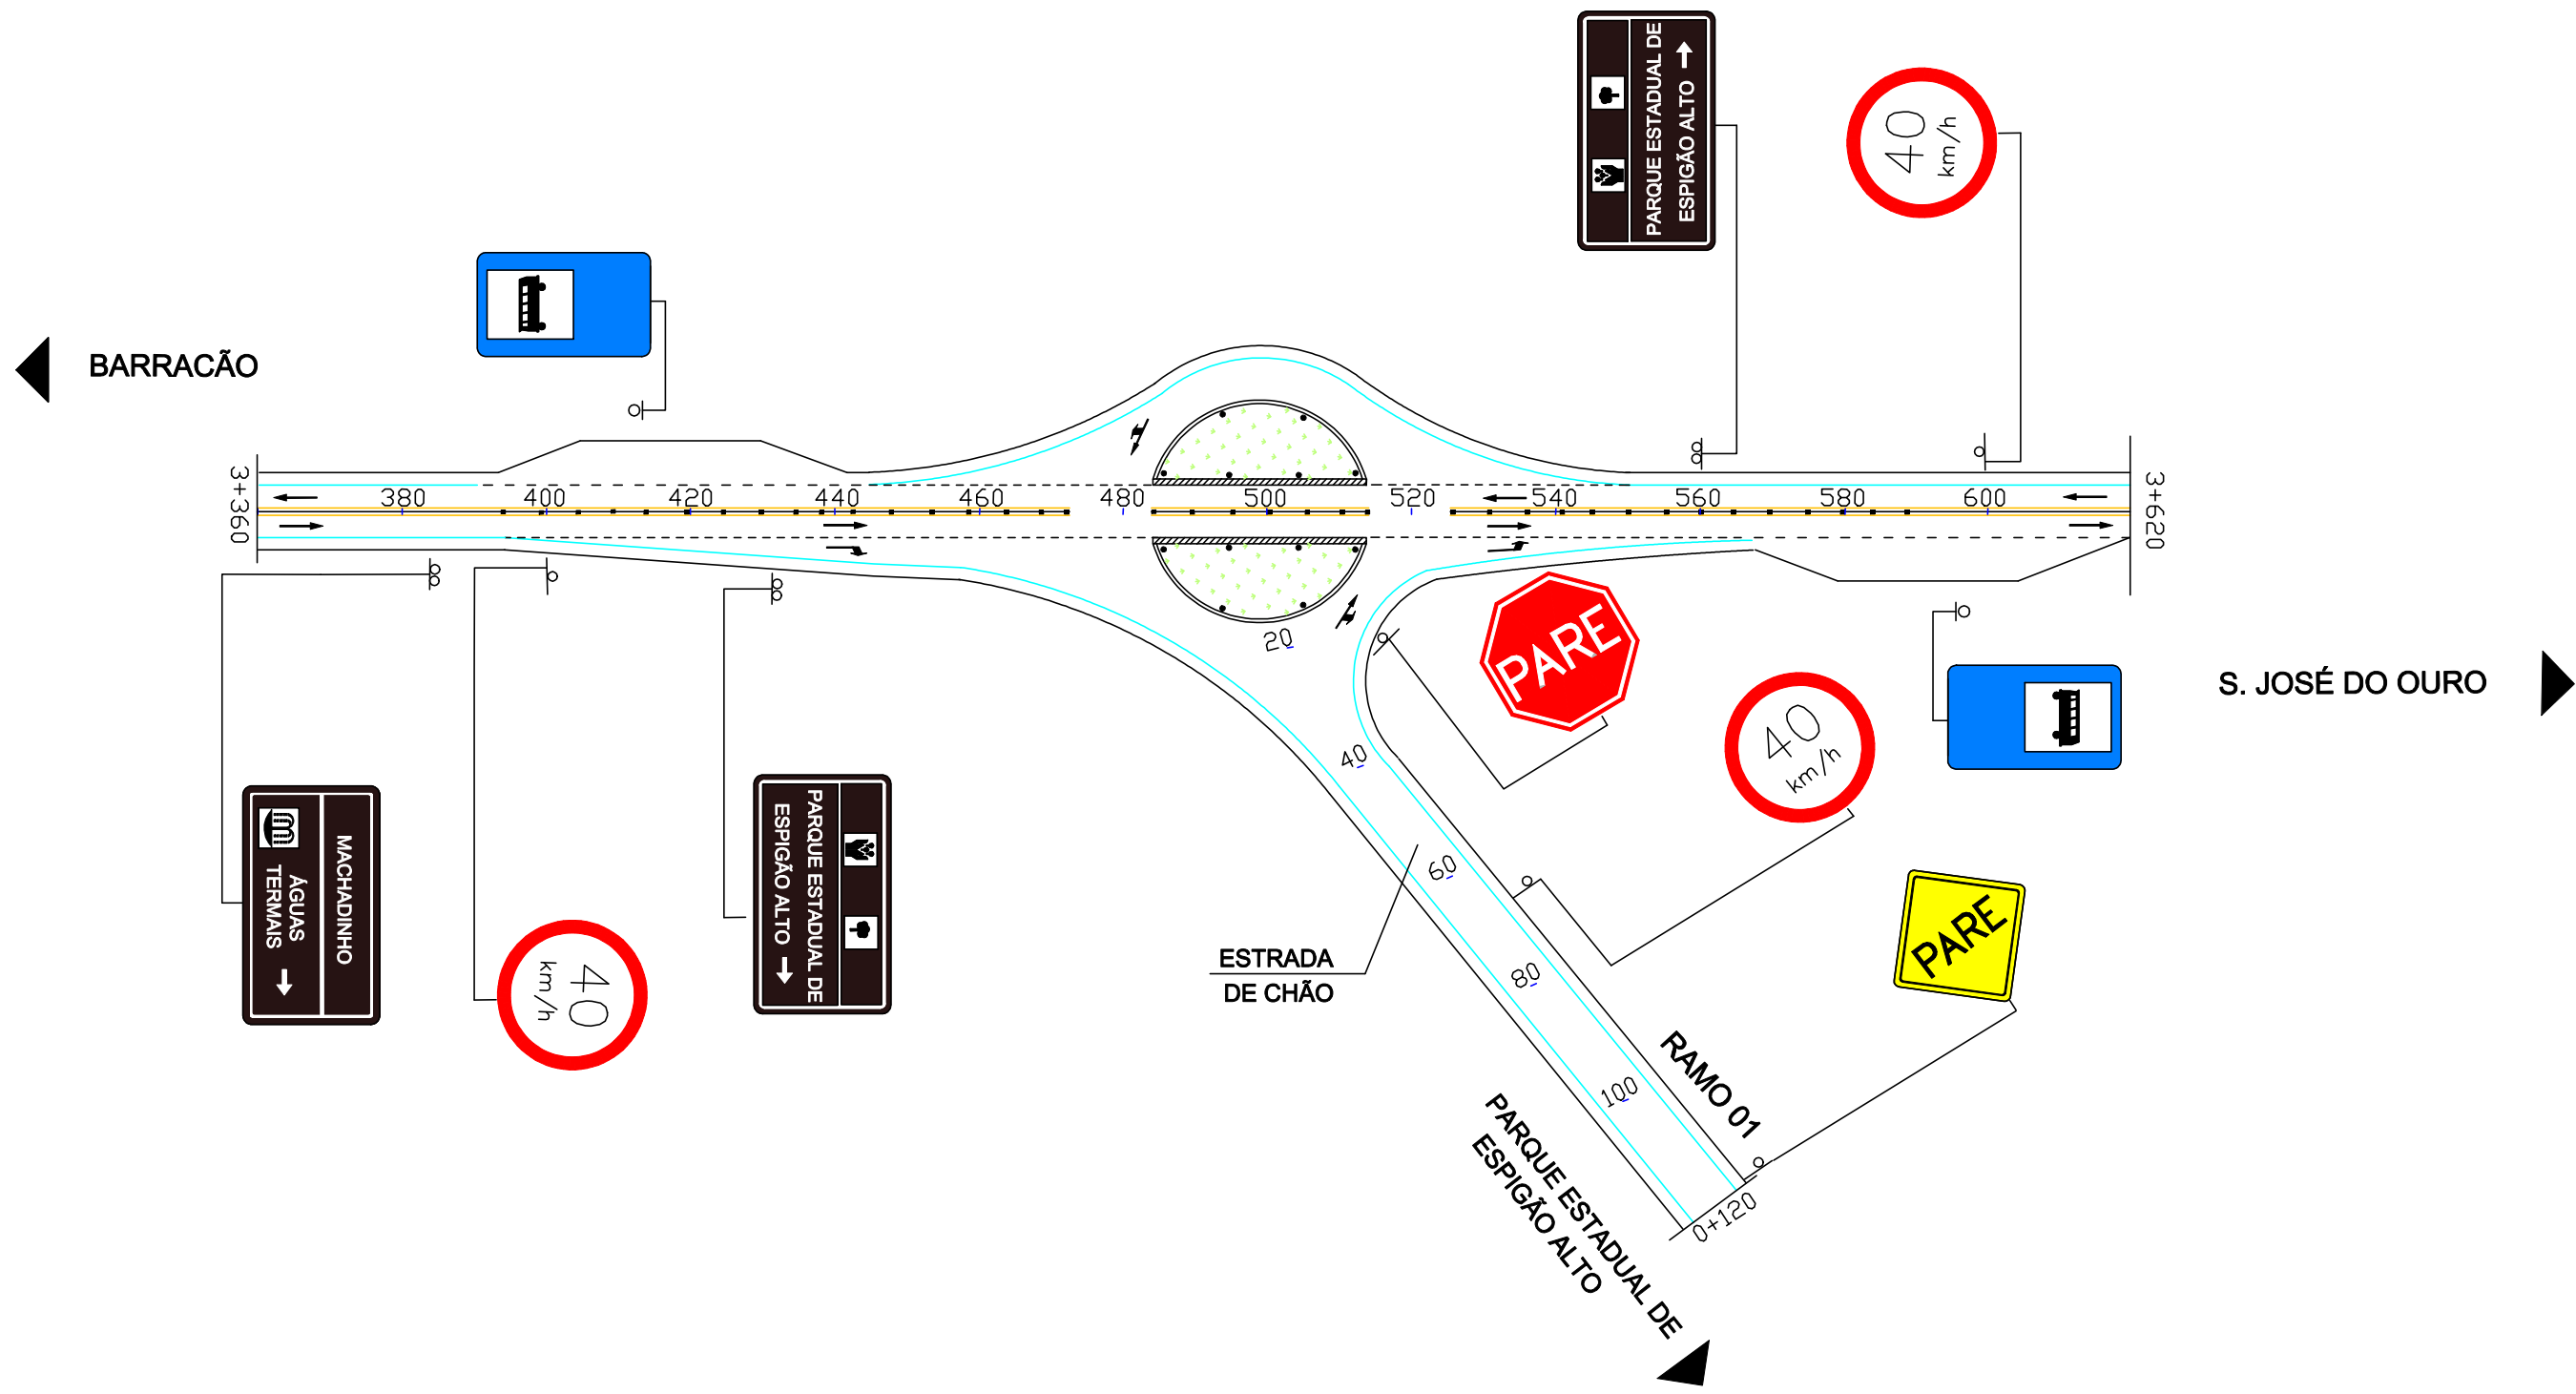 PARQUE ESTADUAL DE
ESPIGÃO ALTO
40
km/h
BARRACÃO
3+360
380
400
420
440
460
480
500
520
540
560
580
600
3+620
20
PARE
40
km/h
S. JOSÉ DO OURO
40
60
80
100
0+120
MACHADINHO
ÁGUAS
TERMAIS
40
km/h
PARQUE ESTADUAL DE
ESPIGÃO ALTO
ESTRADA
DE CHÃO
PARE
RAMO 01
PARQUE ESTADUAL DE
ESPIGÃO ALTO